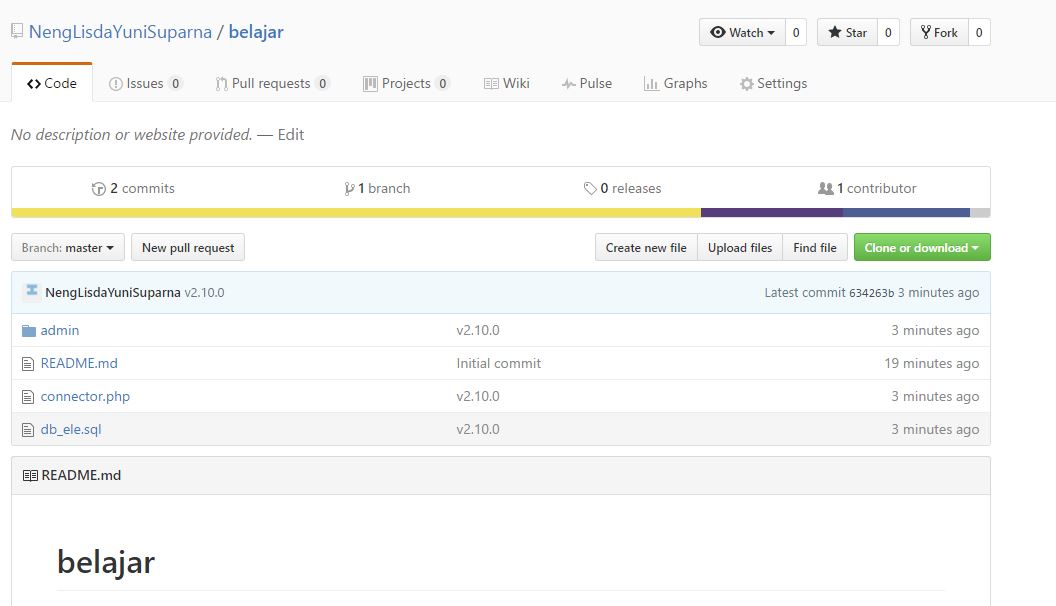 NengLisdaYuniSuparna / belajar
Watch 0 Star 0 Fork 0
Code Issues 0 Pull requests 0 Projects 0 Wiki Pulse Graphs Settings
No description or website provided. — Edit
2 commits 1 branch 0 releases 1 contributor
Branch: master New pull request Create new file Upload files Find file Clone or download
NengLisdaYuniSuparna v2.10.0 Latest commit 634263b 3 minutes ago
admin v2.10.0 3 minutes ago
README.md Initial commit 19 minutes ago
connector.php v2.10.0 3 minutes ago
db_ele.sql v2.10.0 3 minutes ago
README.md
belajar